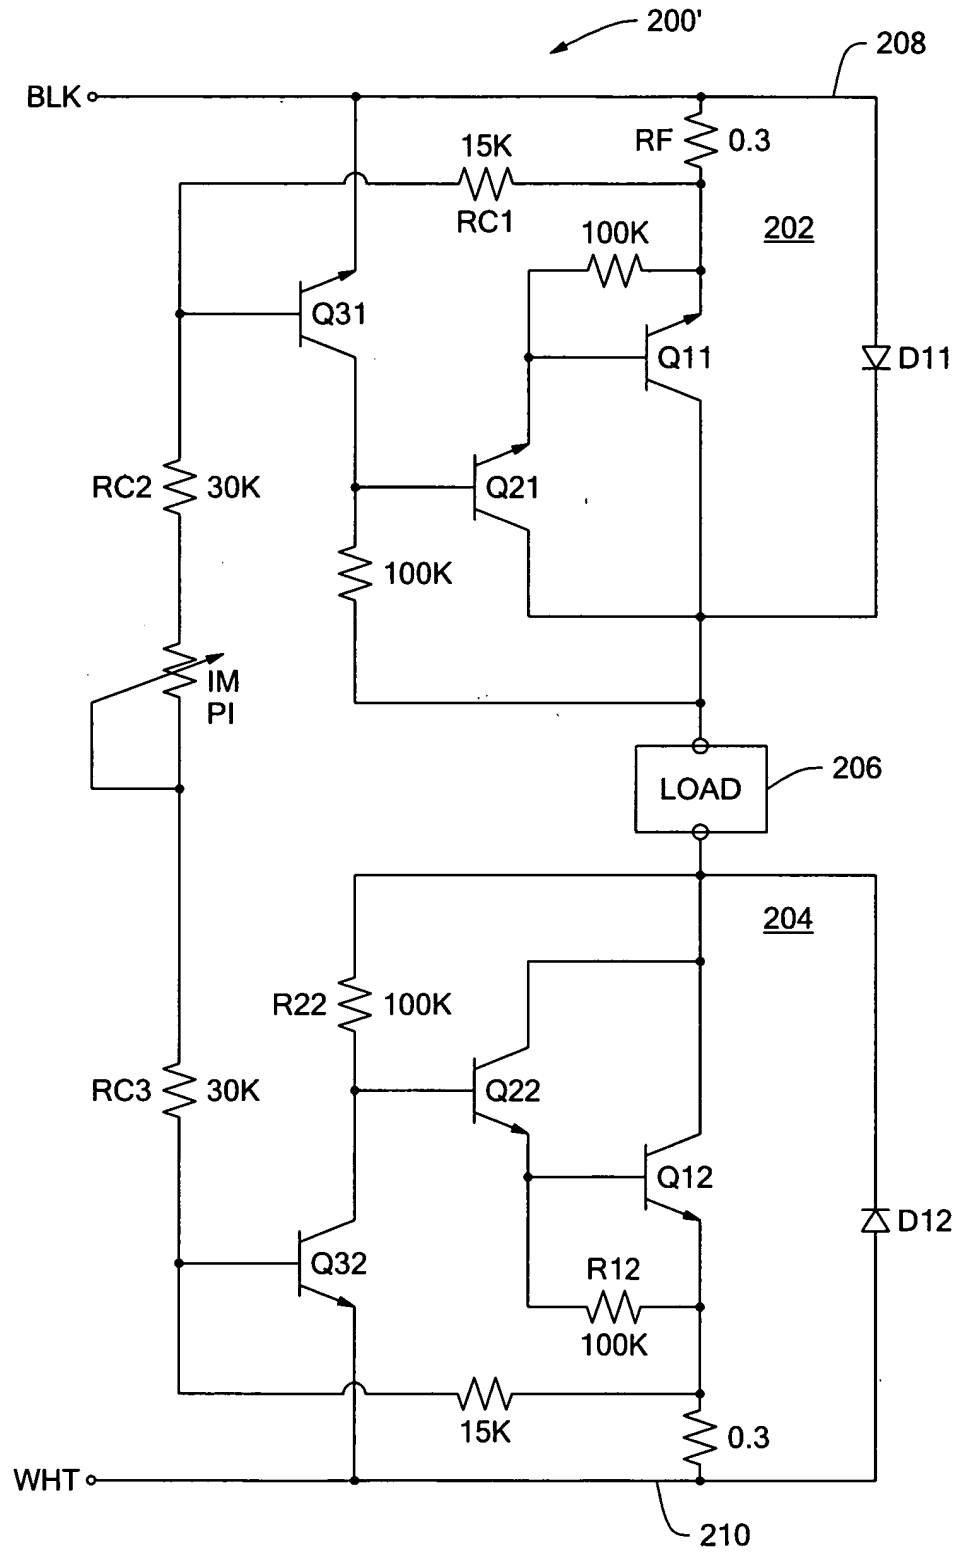 200'
208
BLK
RF
0.3
15K
RC1
202
100K
Q31
Q11
D11
RC2
30K
Q21
100K
IM
PI
LOAD
206
204
R22
100K
RC3
30K
Q22
Q12
D12
Q32
R12
100K
15K
0.3
WHT
210